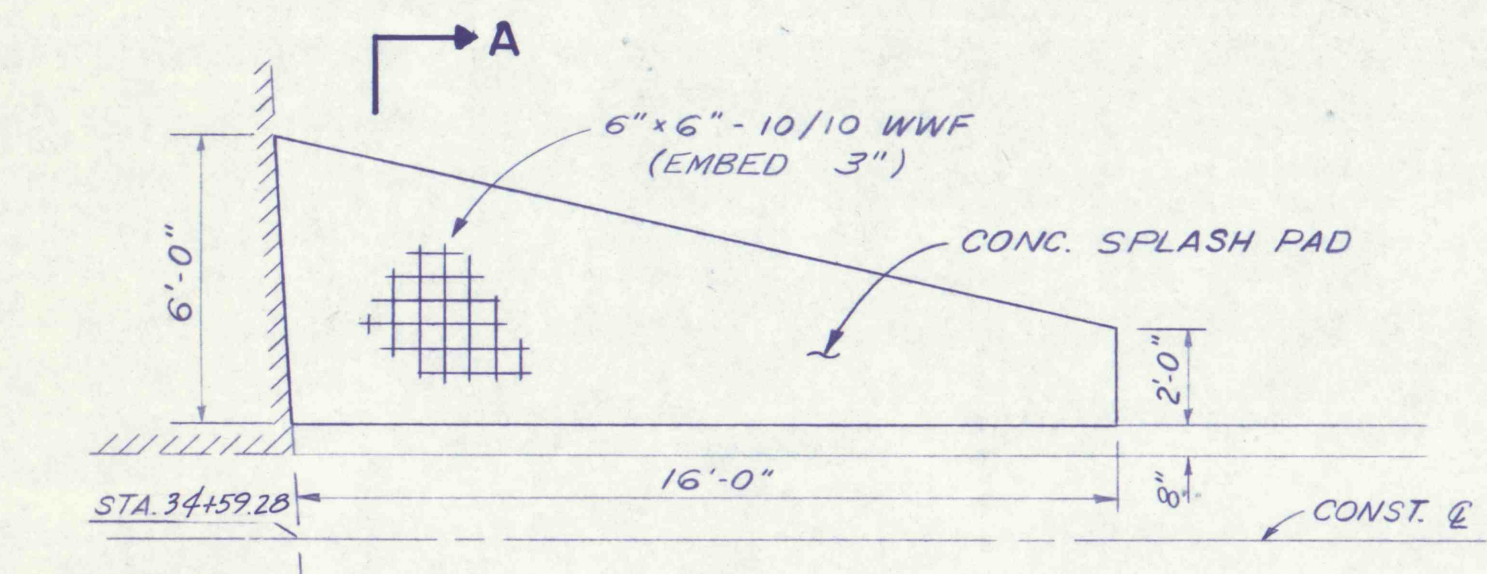 A
6"×6" - 10/10 WWF
(EMBED 3")
CONC. SPLASH PAD
6'-0"
2'-0"
16'-0"
8"
STA. 34+59.28
CONST. ℄